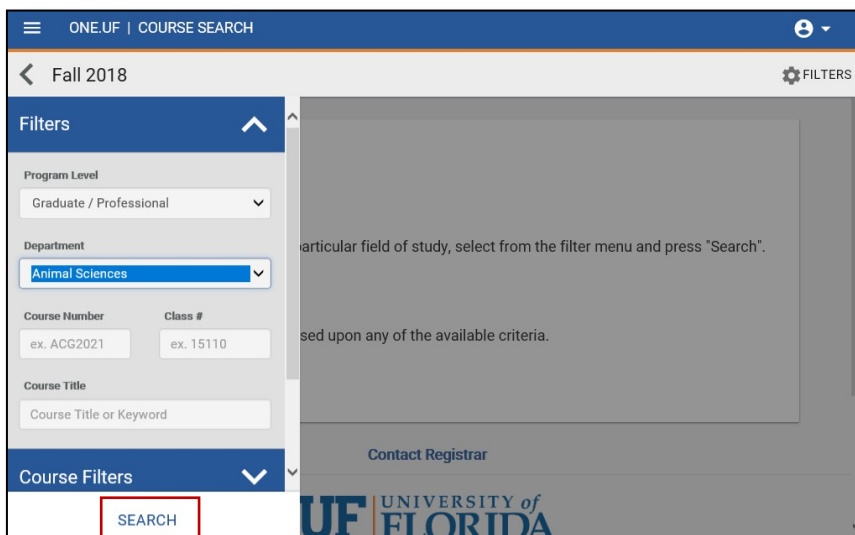 ONE.UF | COURSE SEARCH
Fall 2018
FILTERS
Filters
Program Level
Graduate / Professional
Department
Animal Sciences
Course Number Class #
ex. ACG2021 ex. 15110
Course Title
Course Title or Keyword
Course Filters
SEARCH
particular field of study, select from the filter menu and press "Search".
sed upon any of the available criteria.
Contact Registrar
UF UNIVERSITY of
FLORIDA